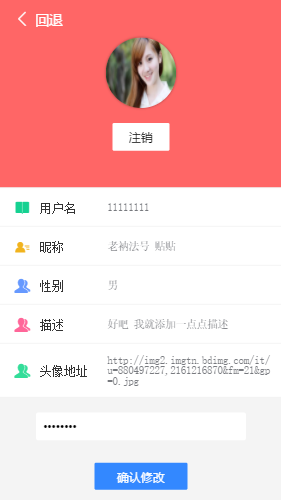 回退
注销
用户名 11111111
昵称 老衲法号 贴贴
性别 男
描述 好吧 我就添加一点点描述
头像地址 http://img2.imgtn.bdimg.com/it/
u=880497227,2161216870&fm=21&gp
=0.jpg
••••••••
确认修改